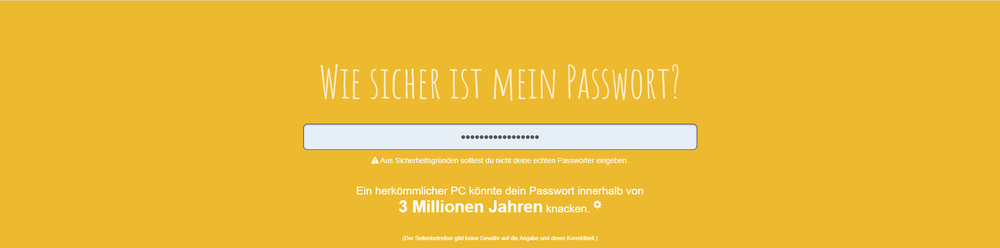 Wie sicher ist mein Passwort?
•••••••••••••••••
Aus Sicherheitsgründen solltest du nicht deine echten Passwörter eingeben.
Ein herkömmlicher PC könnte dein Passwort innerhalb von
3 Millionen Jahren knacken.
(Der Seitenbetreiber gibt keine Gewähr auf die Angabe und deren Korrektheit.)